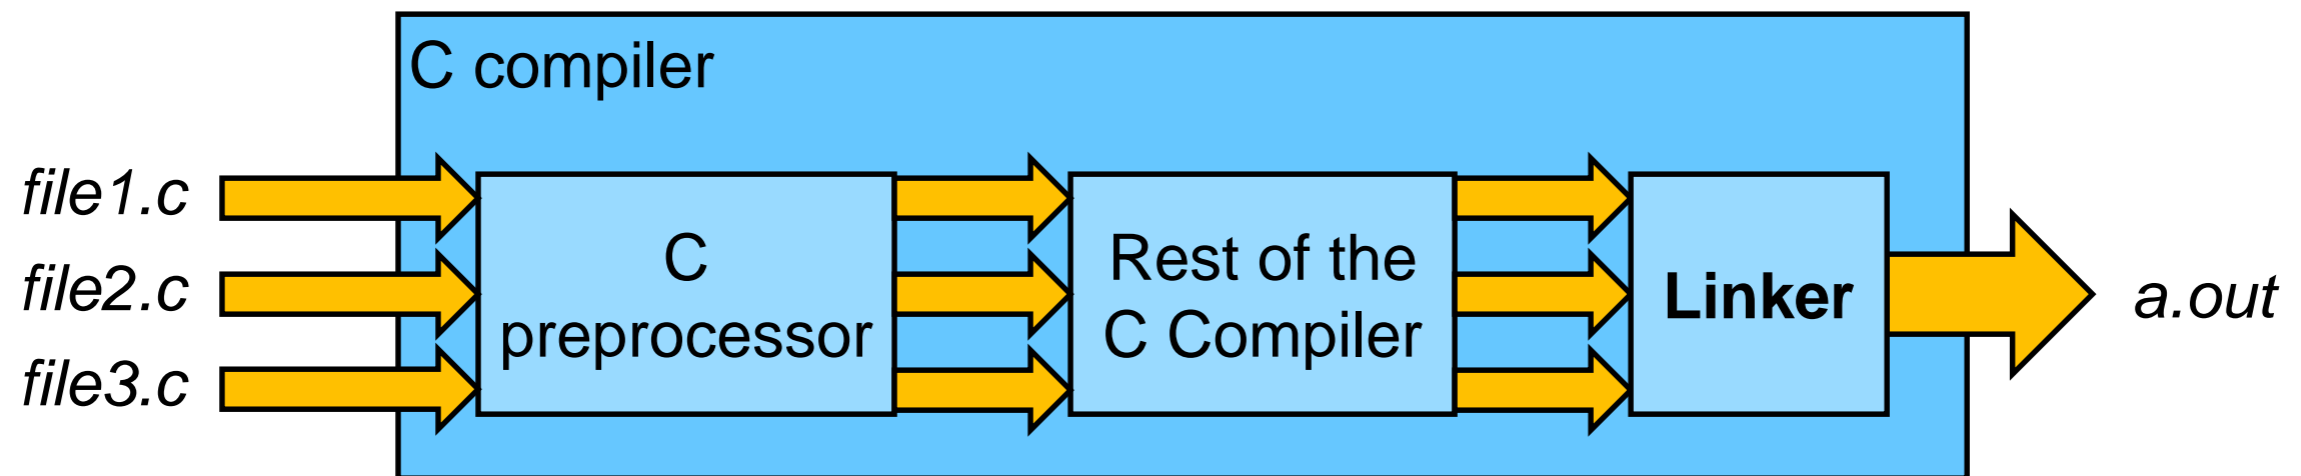 C compiler
file1.c
file2.c
file3.c
C
preprocessor
Rest of the
C Compiler
Linker
a.out